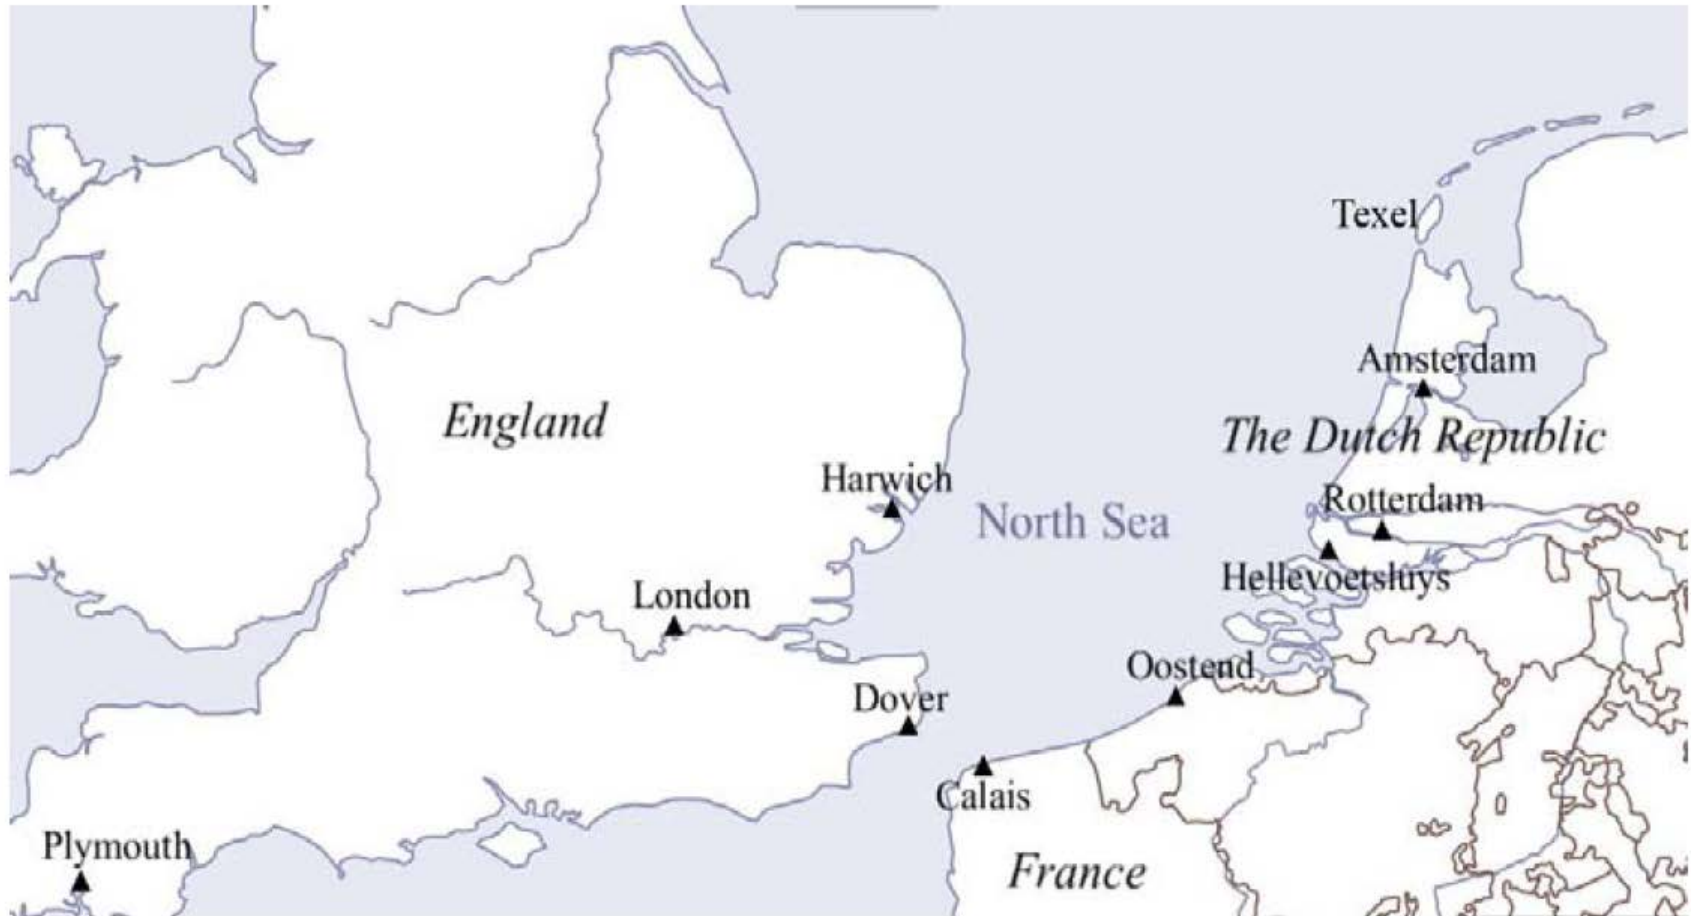 Texel
Amsterdam
England
The Dutch Republic
Harwich
Rotterdam
North Sea
Hellevoetsluys
London
Oostend
Dover
Calais
Plymouth
France